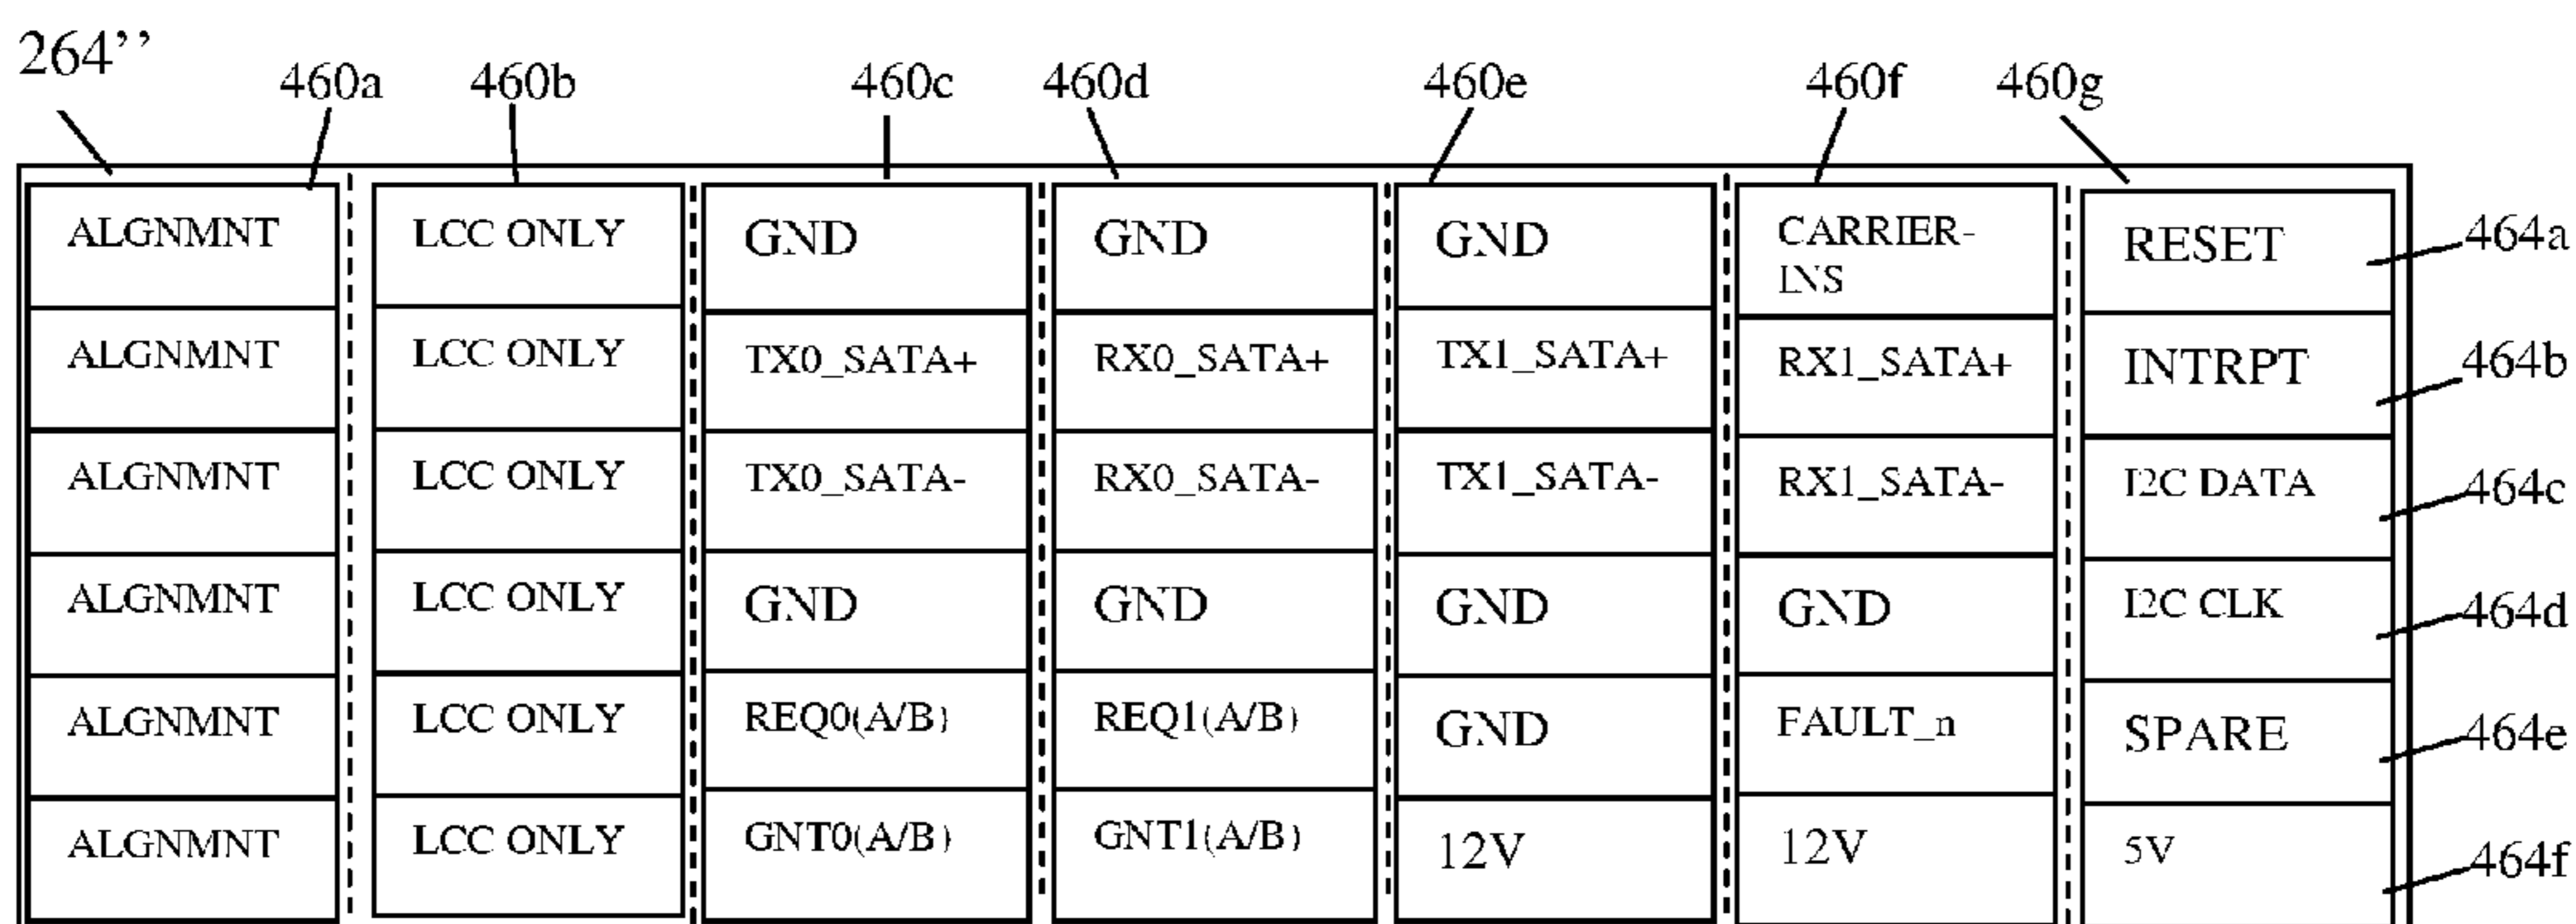 264’’
460a 460b 460c 460d 460e 460f 460g
ALGNMNT LCC ONLY GND GND GND CARRIER-INS RESET 464a
ALGNMNT LCC ONLY TX0_SATA+ RX0_SATA+ TX1_SATA+ RX1_SATA+ INTRPT 464b
ALGNMNT LCC ONLY TX0_SATA- RX0_SATA- TX1_SATA- RX1_SATA- I2C DATA 464c
ALGNMNT LCC ONLY GND GND GND GND I2C CLK 464d
ALGNMNT LCC ONLY REQ0(A/B) REQ1(A/B) GND FAULT_n SPARE 464e
ALGNMNT LCC ONLY GNT0(A/B) GNT1(A/B) 12V 12V 5V 464f